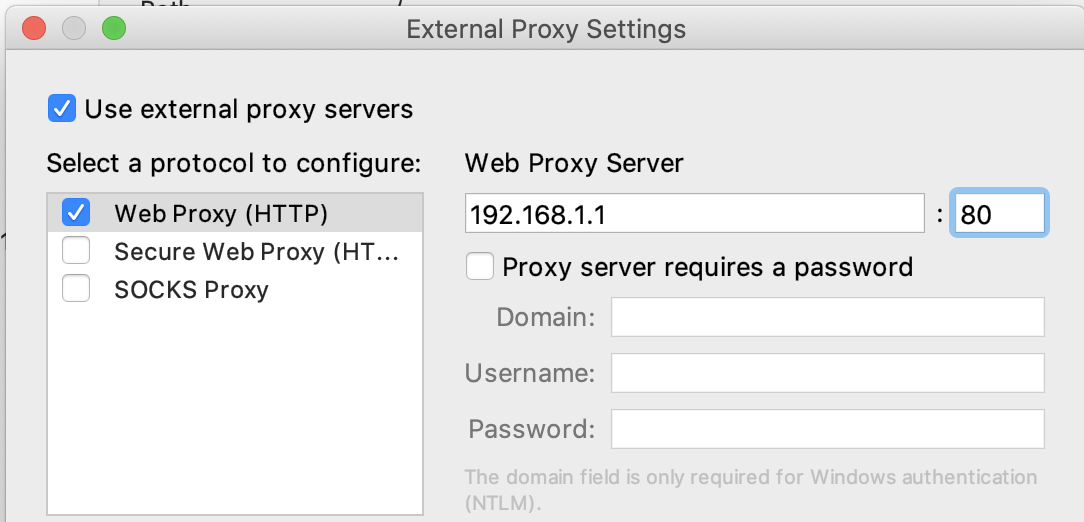 External Proxy Settings
Use external proxy servers
Select a protocol to configure:
Web Proxy (HTTP)
Secure Web Proxy (HT...
SOCKS Proxy
Web Proxy Server
192.168.1.1 : 80
Proxy server requires a password
Domain:
Username:
Password:
The domain field is only required for Windows authentication
(NTLM).